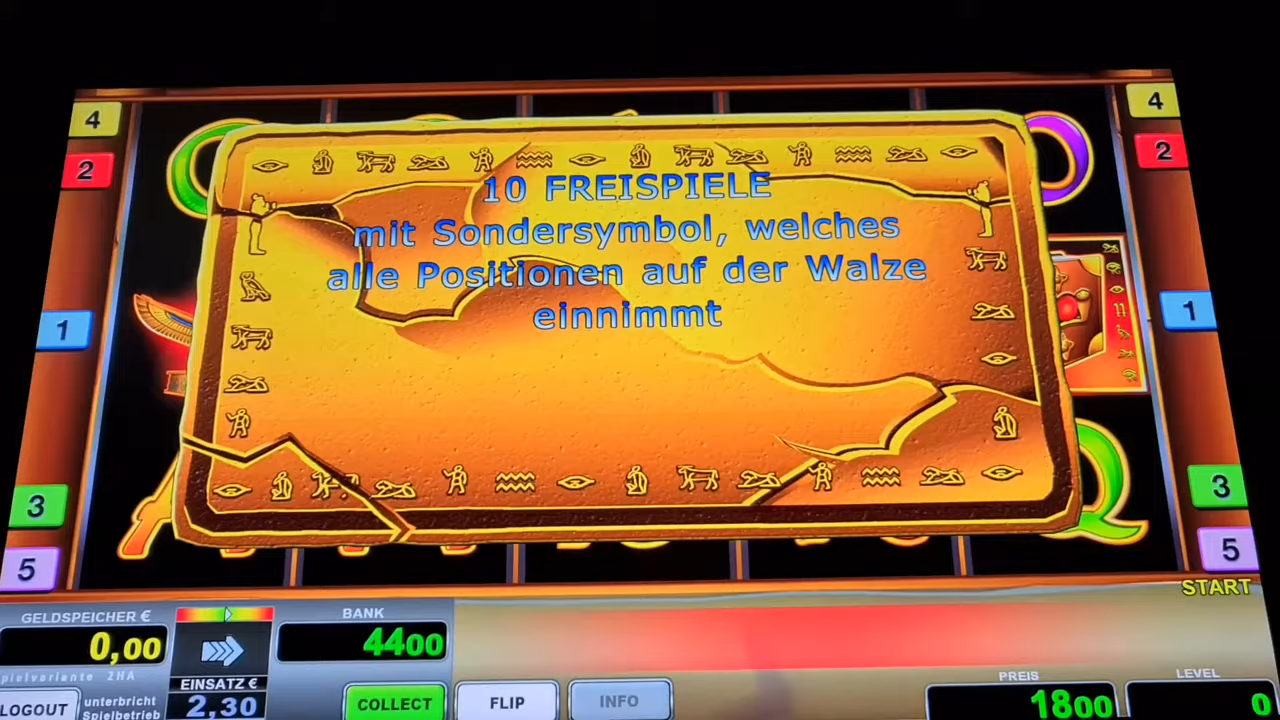 4
4
2
2
10 FREISPIELE
mit Sondersymbol, welches
alle Positionen auf der Walze
einnimmt
1
1
3
3
5
5
START
GELDSPEICHER €
0,00
EINSATZ €
2,30
BANK
4400
pielvariante 2HA
LOGOUT
unterbricht
Spielbetrieb
COLLECT
FLIP
INFO
PREIS
1800
LEVEL
0